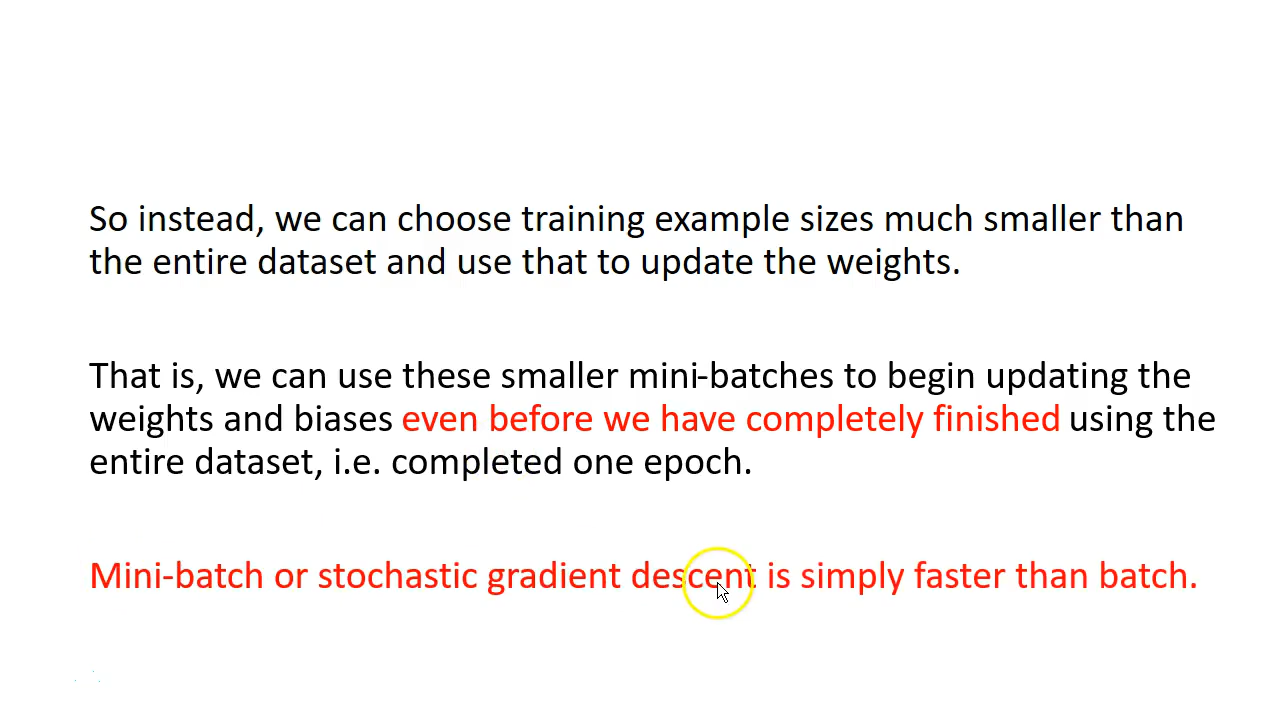 So instead, we can choose training example sizes much smaller than
the entire dataset and use that to update the weights.
That is, we can use these smaller mini-batches to begin updating the
weights and biases even before we have completely finished using the
entire dataset, i.e. completed one epoch.
Mini-batch or stochastic gradient descent is simply faster than batch.